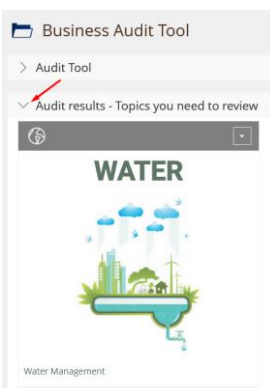 Business Audit Tool
Audit Tool
Audit results - Topics you need to review
WATER
Water Management